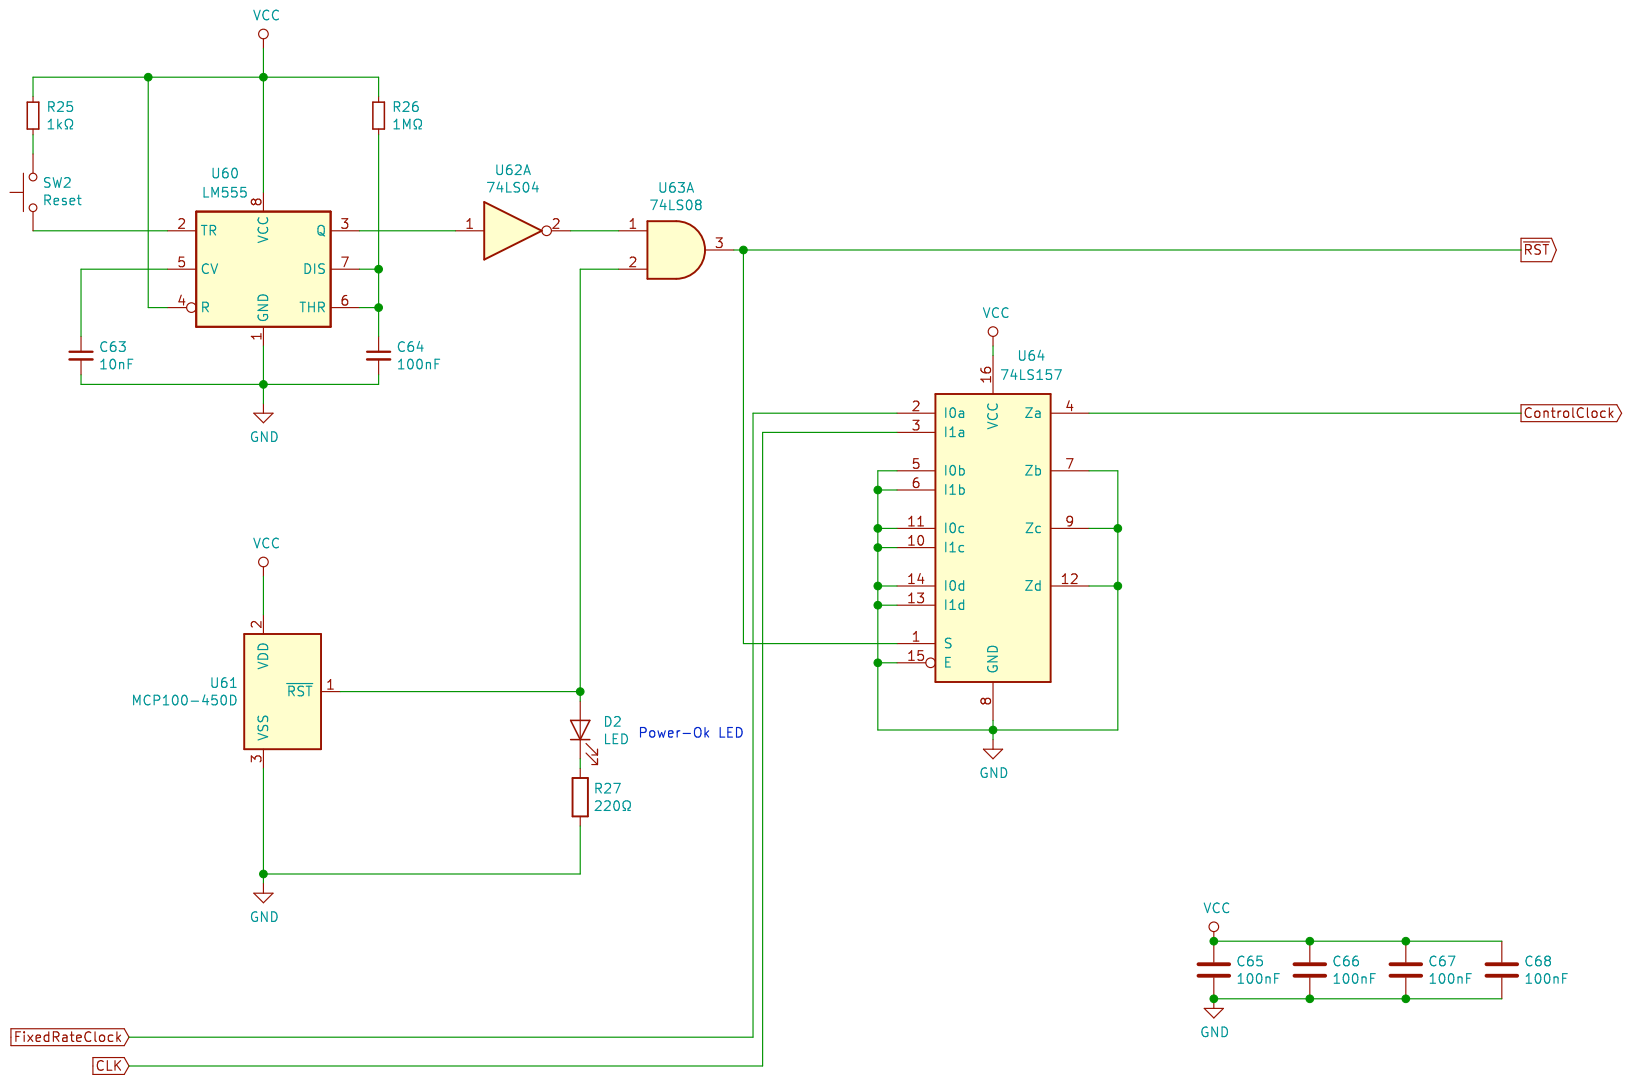 VCC
R25
1kΩ
R26
1MΩ
SW2
Reset
U60
LM555
8
VCC
2
TR
Q
3
5
CV
DIS
7
4
R
GND
THR
6
1
C63
10nF
C64
100nF
GND
U62A
74LS04
1
2
U63A
74LS08
1
2
3
RST
VCC
U64
74LS157
16
VCC
2
I0a
Za
4
ControlClock
3
I1a
5
I0b
Zb
7
6
I1b
11
I0c
Zc
9
10
I1c
14
I0d
Zd
12
13
I1d
1
S
15
E
GND
8
GND
VCC
2
VDD
U61
MCP100-450D
RST
1
VSS
3
GND
D2
LED
Power-Ok LED
R27
220Ω
VCC
C65
100nF
C66
100nF
C67
100nF
C68
100nF
GND
FixedRateClock
CLK